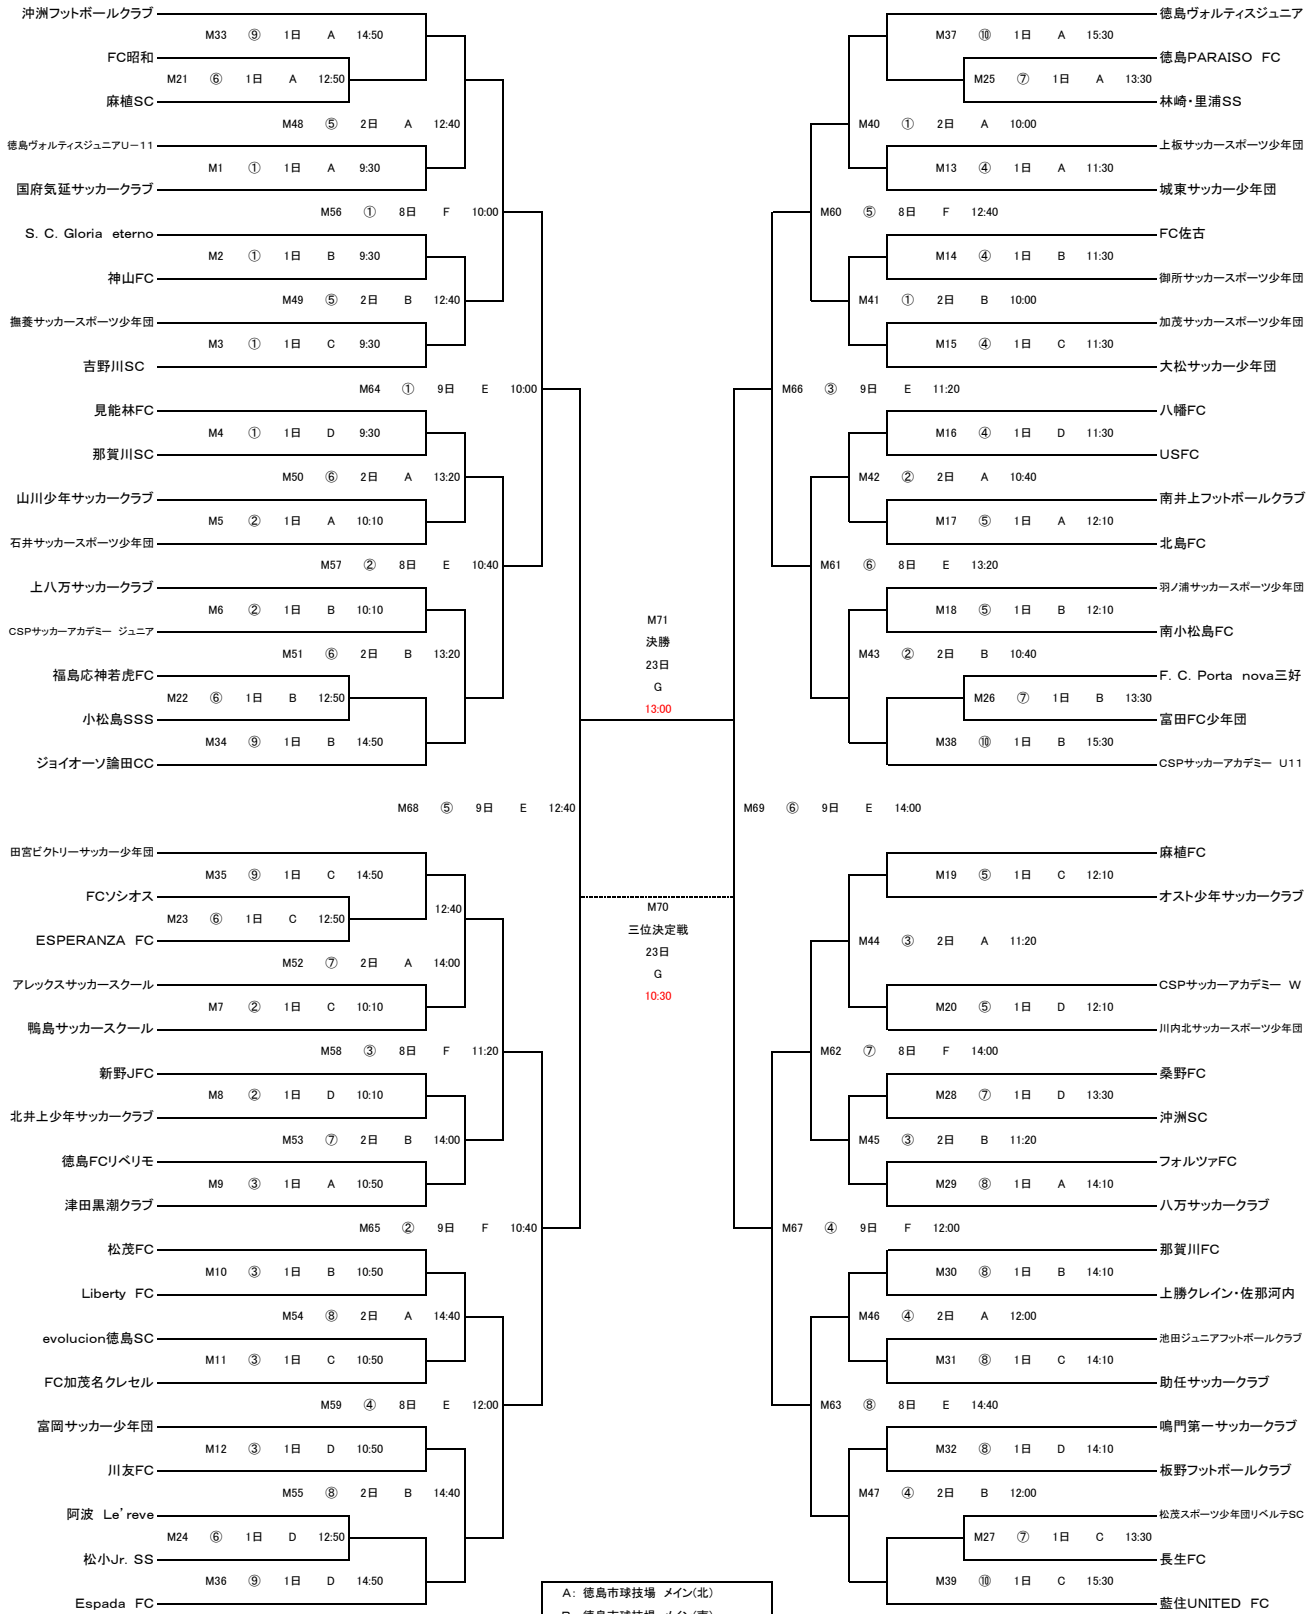 沖洲フットボールクラブ
M33 ⑨ 1日 A 14:50
FC昭和
M21 ⑥ 1日 A 12:50
麻植SC
M48 ⑤ 2日 A 12:40
徳島ヴォルティスジュニアU-11
M1 ① 1日 A 9:30
国府気延サッカークラブ
M56 ① 8日 F 10:00
S. C. Gloria eterno
M2 ① 1日 B 9:30
神山FC
M49 ⑤ 2日 B 12:40
撫養サッカースポーツ少年団
M3 ① 1日 C 9:30
吉野川SC
M64 ① 9日 E 10:00
見能林FC
M4 ① 1日 D 9:30
那賀川SC
M50 ⑥ 2日 A 13:20
山川少年サッカークラブ
M5 ② 1日 A 10:10
石井サッカースポーツ少年団
M57 ② 8日 E 10:40
上八万サッカークラブ
M6 ② 1日 B 10:10
CSPサッカーアカデミー ジュニア
M51 ⑥ 2日 B 13:20
福島応神若虎FC
M22 ⑥ 1日 B 12:50
小松島SSS
M34 ⑨ 1日 B 14:50
ジョイオーソ論田CC
M68 ⑤ 9日 E 12:40
田宮ビクトリーサッカー少年団
M35 ⑨ 1日 C 14:50
FCソシオス
12:40
M23 ⑥ 1日 C 12:50
ESPERANZA FC
M52 ⑦ 2日 A 14:00
アレックスサッカースクール
M7 ② 1日 C 10:10
鴨島サッカースクール
M58 ③ 8日 F 11:20
新野JFC
M8 ② 1日 D 10:10
北井上少年サッカークラブ
M53 ⑦ 2日 B 14:00
徳島FCリベリモ
M9 ③ 1日 A 10:50
津田黒潮クラブ
M65 ② 9日 F 10:40
松茂FC
M10 ③ 1日 B 10:50
Liberty FC
M54 ⑧ 2日 A 14:40
evolucion徳島SC
M11 ③ 1日 C 10:50
FC加茂名クレセル
M59 ④ 8日 E 12:00
富岡サッカー少年団
M12 ③ 1日 D 10:50
川友FC
M55 ⑧ 2日 B 14:40
阿波 Le'reve
M24 ⑥ 1日 D 12:50
松小Jr. SS
M36 ⑨ 1日 D 14:50
Espada FC
M71
決勝
23日
G
13:00
M70
三位決定戦
23日
G
10:30
A: 徳島市球技場 メイン(北)
徳島ヴォルティスジュニア
M37 ⑩ 1日 A 15:30
徳島PARAISO FC
M25 ⑦ 1日 A 13:30
林崎・里浦SS
M40 ① 2日 A 10:00
上板サッカースポーツ少年団
M13 ④ 1日 A 11:30
城東サッカー少年団
M60 ⑤ 8日 F 12:40
FC佐古
M14 ④ 1日 B 11:30
御所サッカースポーツ少年団
M41 ① 2日 B 10:00
加茂サッカースポーツ少年団
M15 ④ 1日 C 11:30
大松サッカー少年団
M66 ③ 9日 E 11:20
八幡FC
M16 ④ 1日 D 11:30
USFC
M42 ② 2日 A 10:40
南井上フットボールクラブ
M17 ⑤ 1日 A 12:10
北島FC
M61 ⑥ 8日 E 13:20
羽ノ浦サッカースポーツ少年団
M18 ⑤ 1日 B 12:10
南小松島FC
M43 ② 2日 B 10:40
F. C. Porta nova三好
M26 ⑦ 1日 B 13:30
富田FC少年団
M38 ⑩ 1日 B 15:30
CSPサッカーアカデミー U11
M69 ⑥ 9日 E 14:00
麻植FC
M19 ⑤ 1日 C 12:10
オスト少年サッカークラブ
M44 ③ 2日 A 11:20
CSPサッカーアカデミー W
M20 ⑤ 1日 D 12:10
川内北サッカースポーツ少年団
M62 ⑦ 8日 F 14:00
桑野FC
M28 ⑦ 1日 D 13:30
沖洲SC
M45 ③ 2日 B 11:20
フォルツァFC
M29 ⑧ 1日 A 14:10
八万サッカークラブ
M67 ④ 9日 F 12:00
那賀川FC
M30 ⑧ 1日 B 14:10
上勝クレイン・佐那河内
M46 ④ 2日 A 12:00
池田ジュニアフットボールクラブ
M31 ⑧ 1日 C 14:10
助任サッカークラブ
M63 ⑧ 8日 E 14:40
鳴門第一サッカークラブ
M32 ⑧ 1日 D 14:10
板野フットボールクラブ
M47 ④ 2日 B 12:00
松茂スポーツ少年団リベルテSC
M27 ⑦ 1日 C 13:30
長生FC
M39 ⑩ 1日 C 15:30
藍住UNITED FC